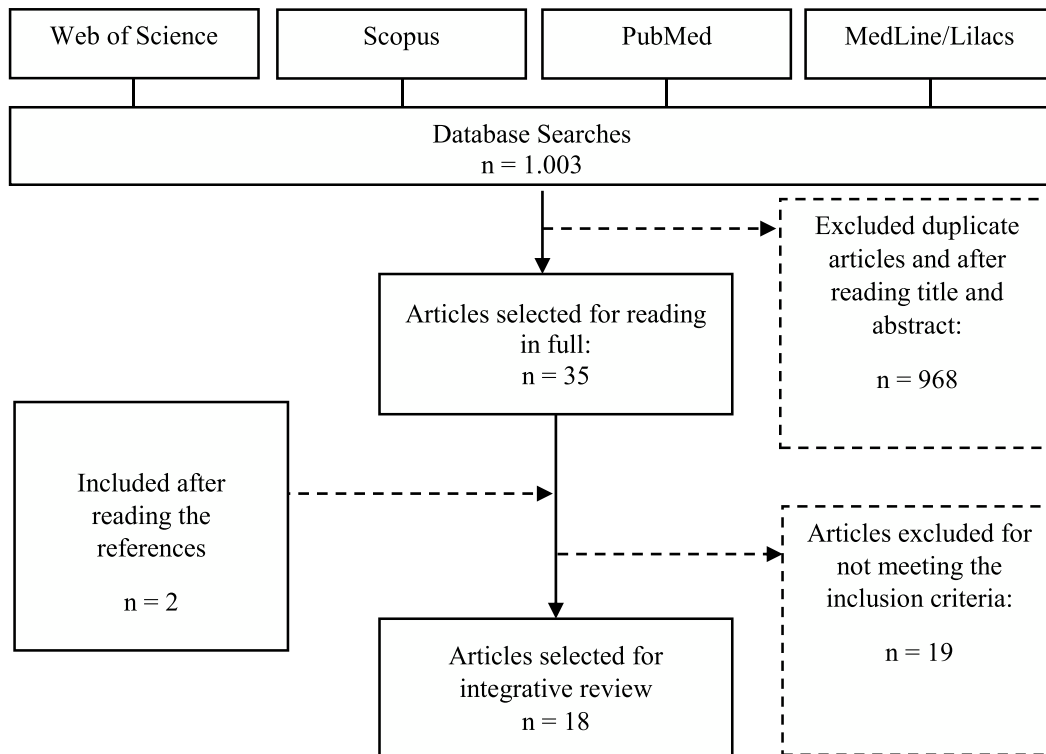 Web of Science
Scopus
PubMed
MedLine/Lilacs
Database Searches
n = 1.003
Excluded duplicate
articles and after
reading title and
abstract:
n = 968
Articles selected for reading
in full:
n = 35
Included after
reading the
references
n = 2
Articles excluded for
not meeting the
inclusion criteria:
n = 19
Articles selected for
integrative review
n = 18